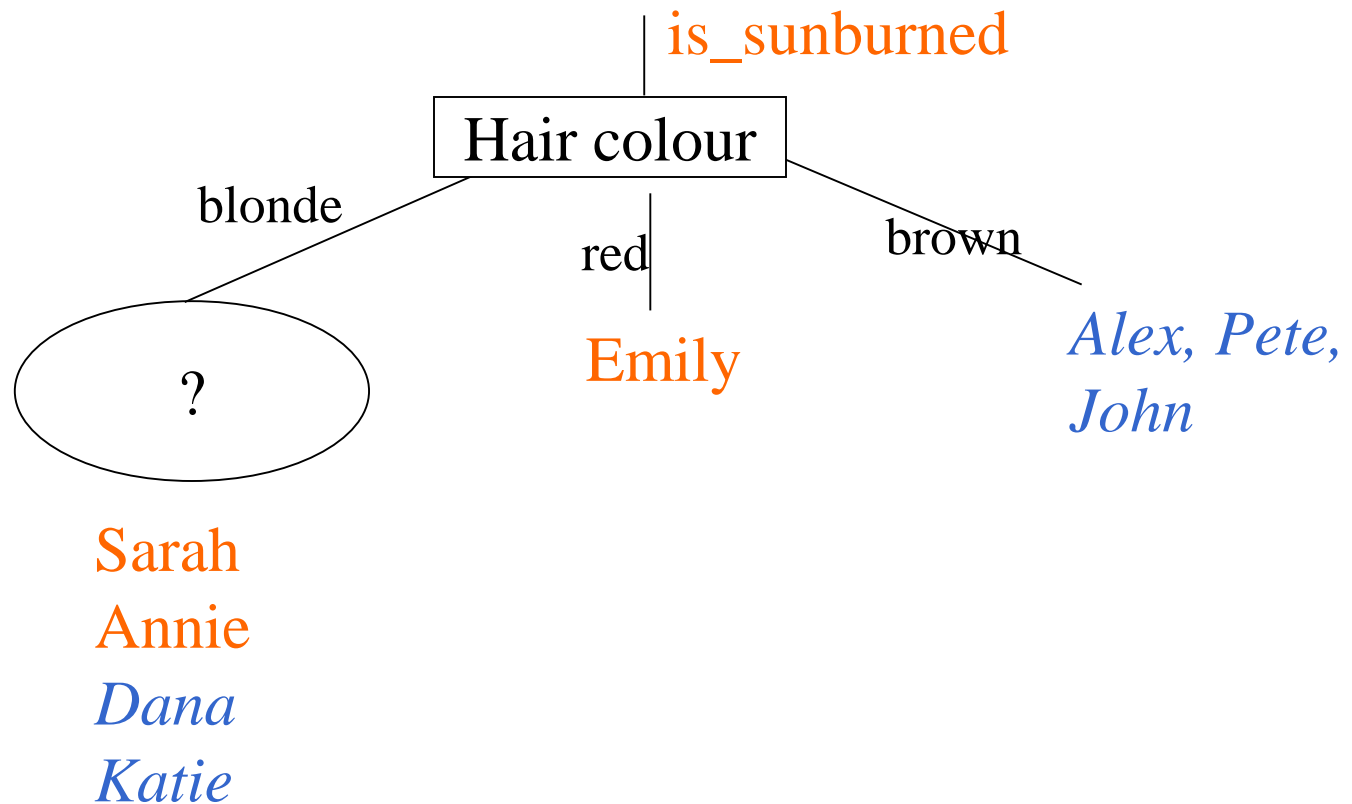 is_sunburned
Hair colour
blonde
red
brown
?
Emily
Alex, Pete,
John
Sarah
Annie
Dana
Katie